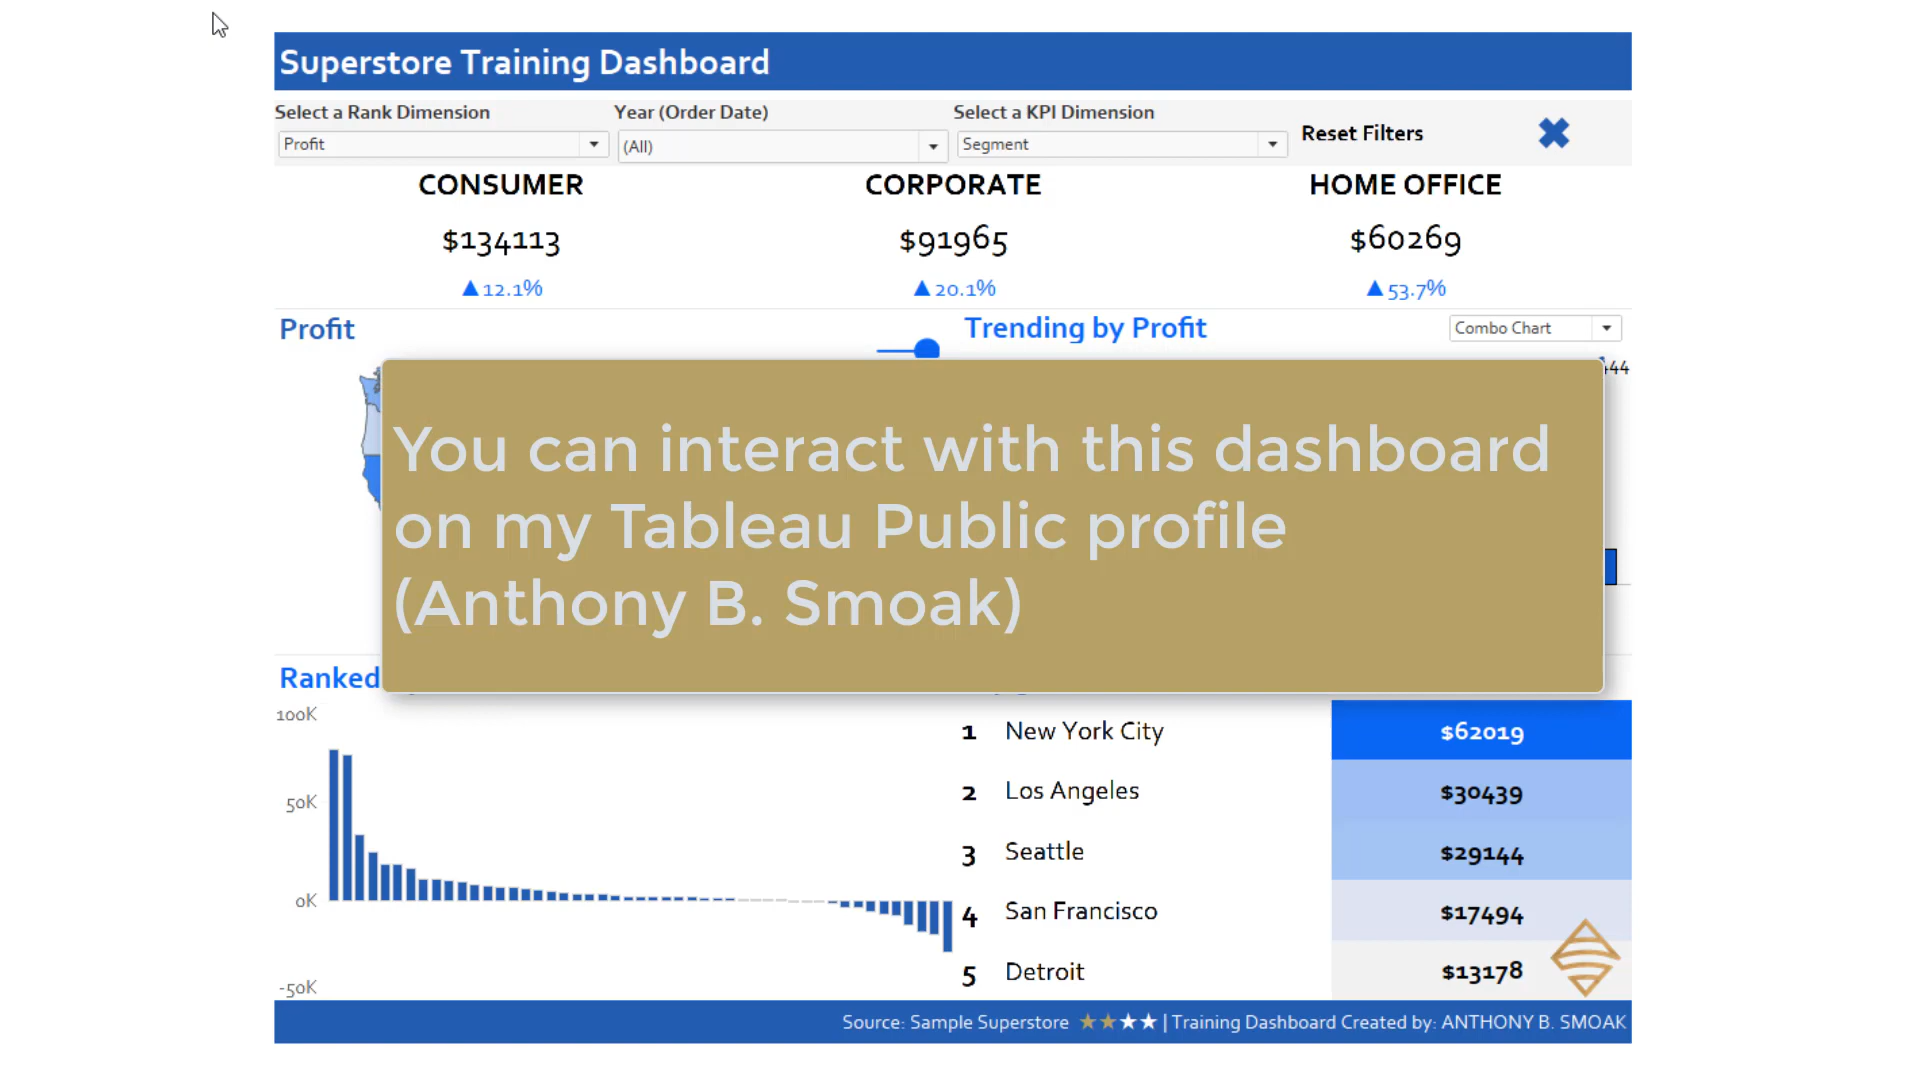 Superstore Training Dashboard
Select a Rank Dimension
Year (Order Date)
Select a KPI Dimension
Profit
(All)
Segment
Reset Filters
CONSUMER
CORPORATE
HOME OFFICE
$134113
$91965
$60269
▲12.1%
▲20.1%
▲53.7%
Profit
Trending by Profit
Combo Chart
You can interact with this dashboard
on my Tableau Public profile
(Anthony B. Smoak)
Ranked
100K
50K
0K
-50K
1 New York City $62019
2 Los Angeles $30439
3 Seattle $29144
4 San Francisco $17494
5 Detroit $13178
Source: Sample Superstore ★★★★ | Training Dashboard Created by: ANTHONY B. SMOAK